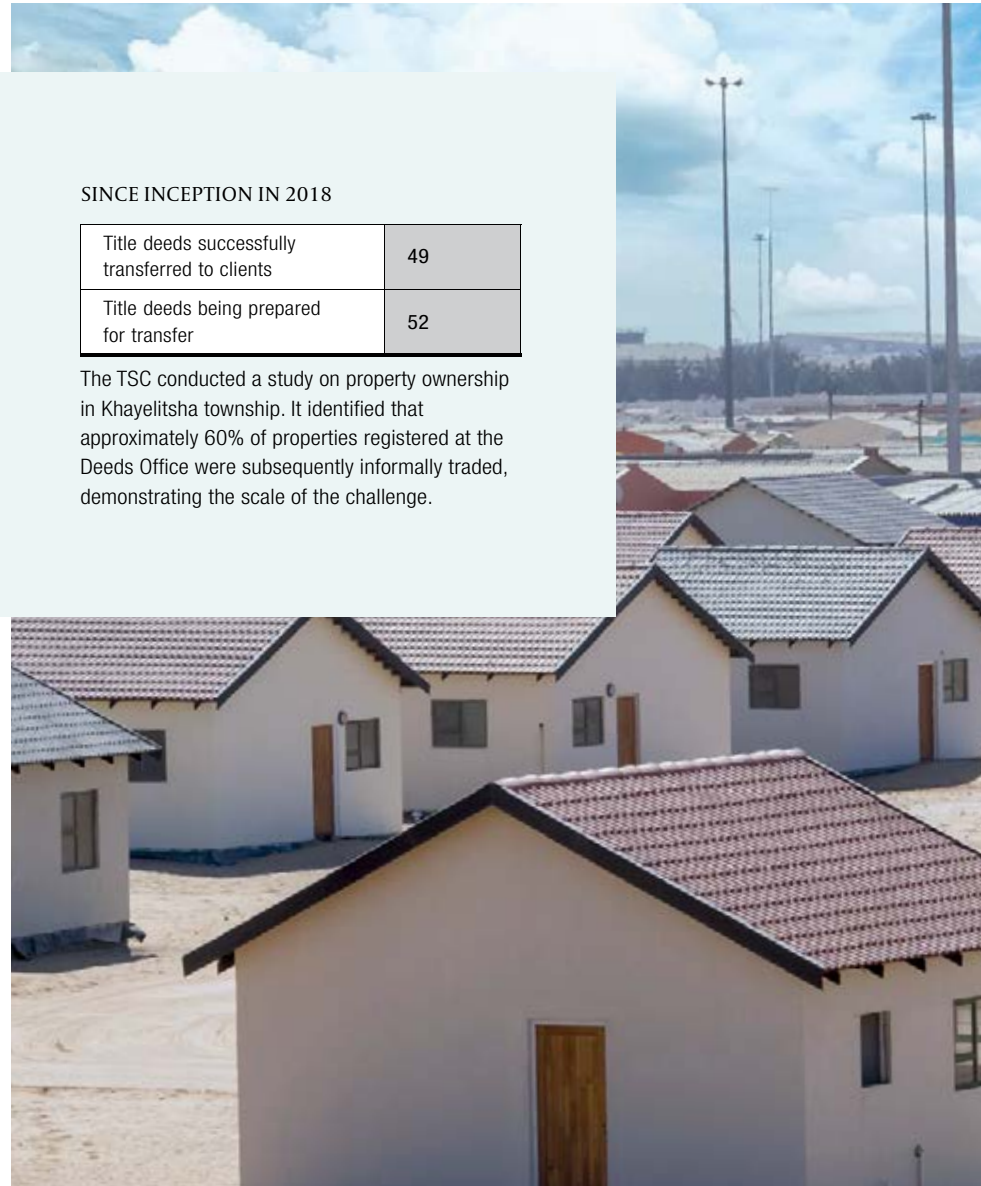 SINCE INCEPTION IN 2018
Title deeds successfully
transferred to clients
49
Title deeds being prepared
for transfer
52
The TSC conducted a study on property ownership
in Khayelitsha township. It identified that
approximately 60% of properties registered at the
Deeds Office were subsequently informally traded,
demonstrating the scale of the challenge.